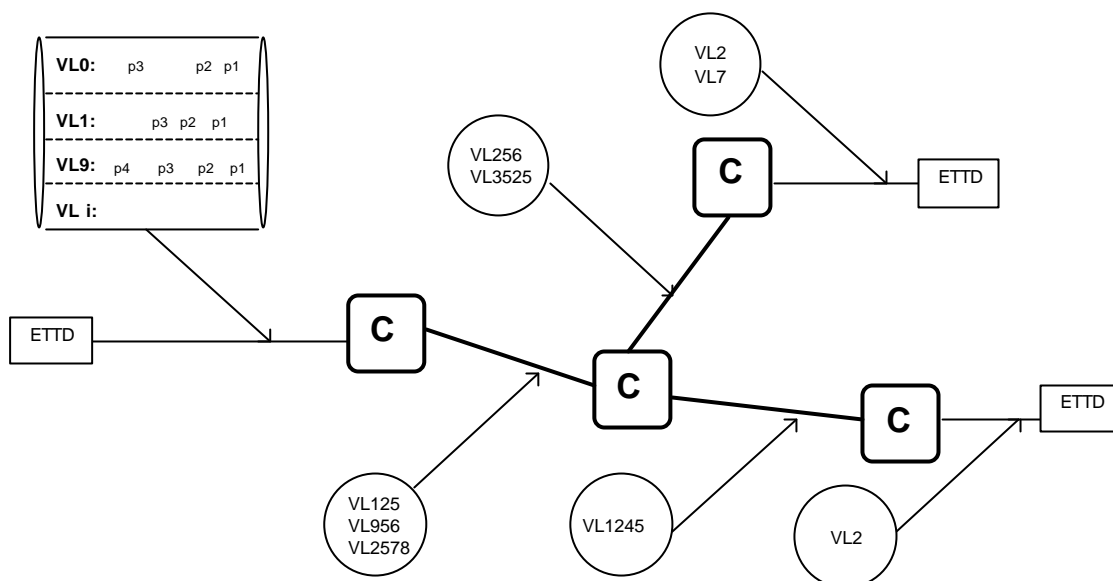 VL0: p3 p2 p1
VL1: p3 p2 p1
VL9: p4 p3 p2 p1
VL i:
VL2
VL7
VL256
VL3525
C
ETTD
ETTD
C
C
C
ETTD
VL125
VL956
VL2578
VL1245
VL2